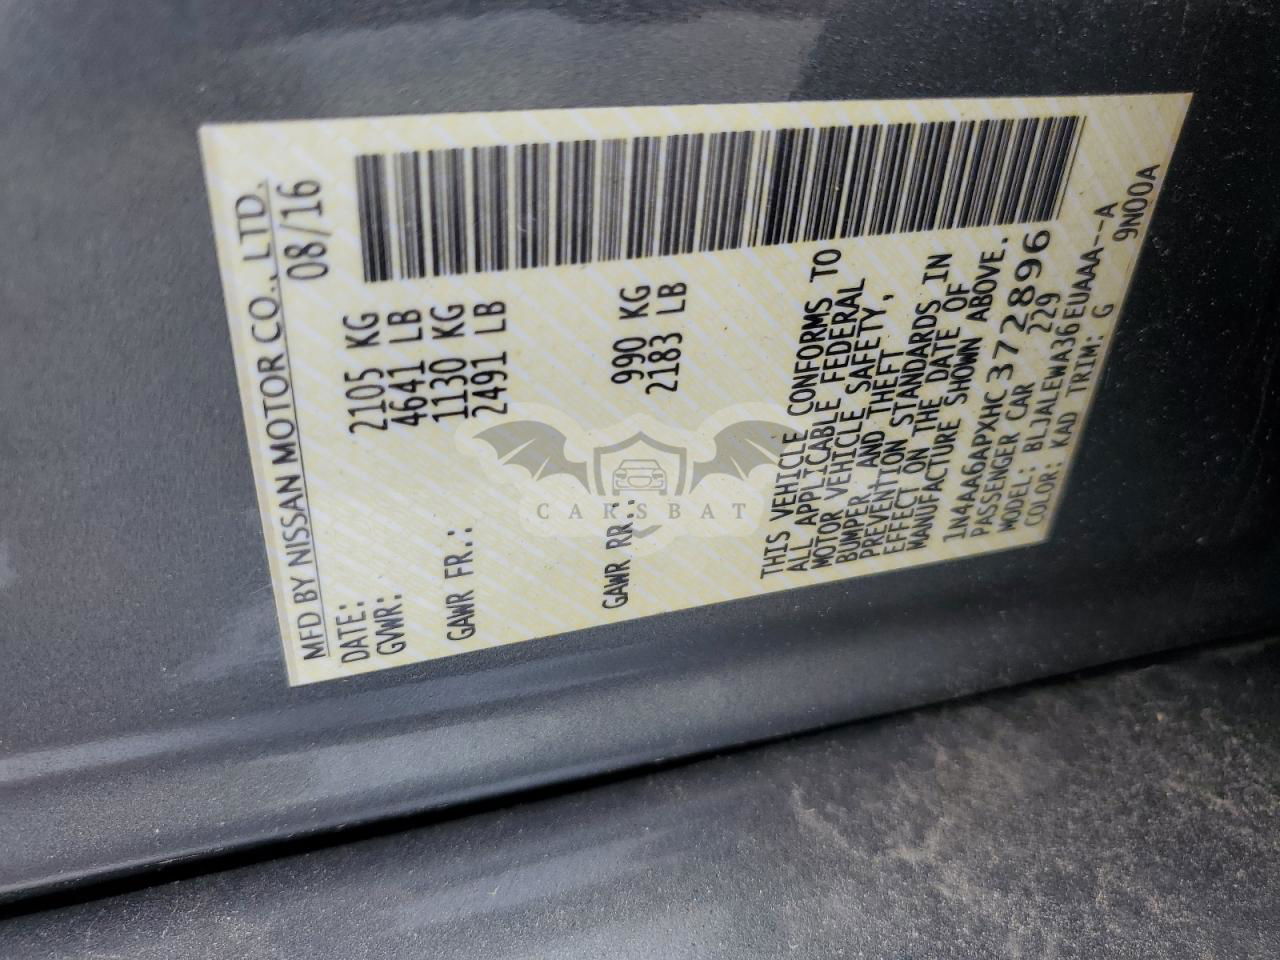 MFD BY NISSAN MOTOR CO., LTD.
DATE: 08/16
GVWR: 2105 KG
4641 LB
GAWR FR.: 1130 KG
2491 LB
GAWR RR.: 990 KG
2183 LB
THIS VEHICLE CONFORMS TO
ALL APPLICABLE FEDERAL
MOTOR VEHICLE SAFETY,
BUMPER, AND THEFT
PREVENTION STANDARDS IN
EFFECT ON THE DATE OF
MANUFACTURE SHOWN ABOVE.
1N4AA6APXHC372896
PASSENGER CAR 229
MODEL: BLJALEWA36EUAAA--A
COLOR: KAD TRIM: G 9N00A
CARSBAT